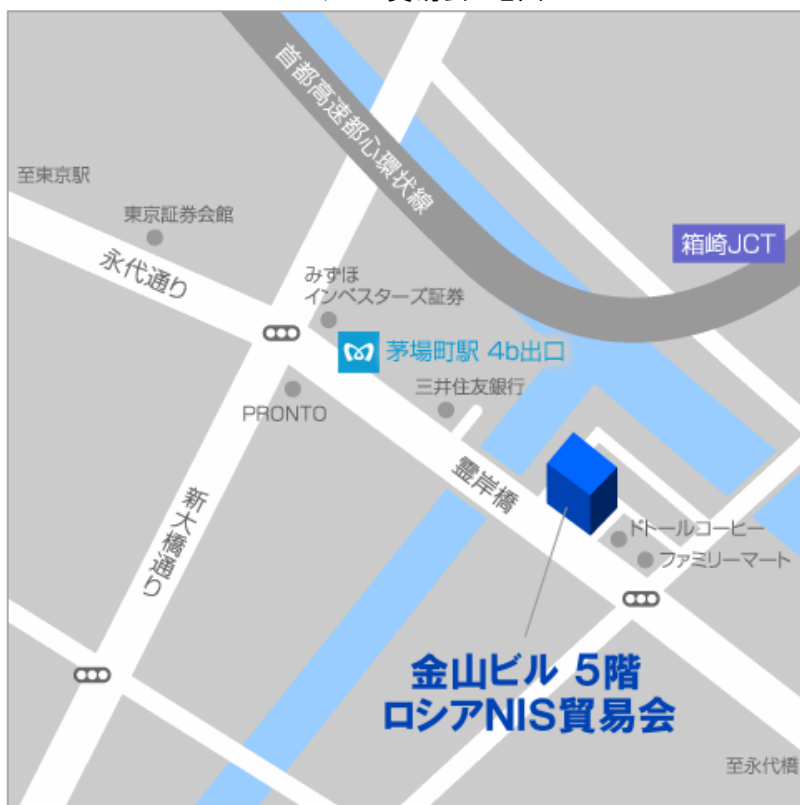 首都高速都心環状線
至東京駅
東京証券会館
永代通り
箱崎JCT
みずほ
インベスターズ証券
茅場町駅 4b出口
三井住友銀行
PRONTO
霊岸橋
新大橋通り
ドトールコーヒー
ファミリーマート
金山ビル 5階
ロシアNIS貿易会
至永代橋